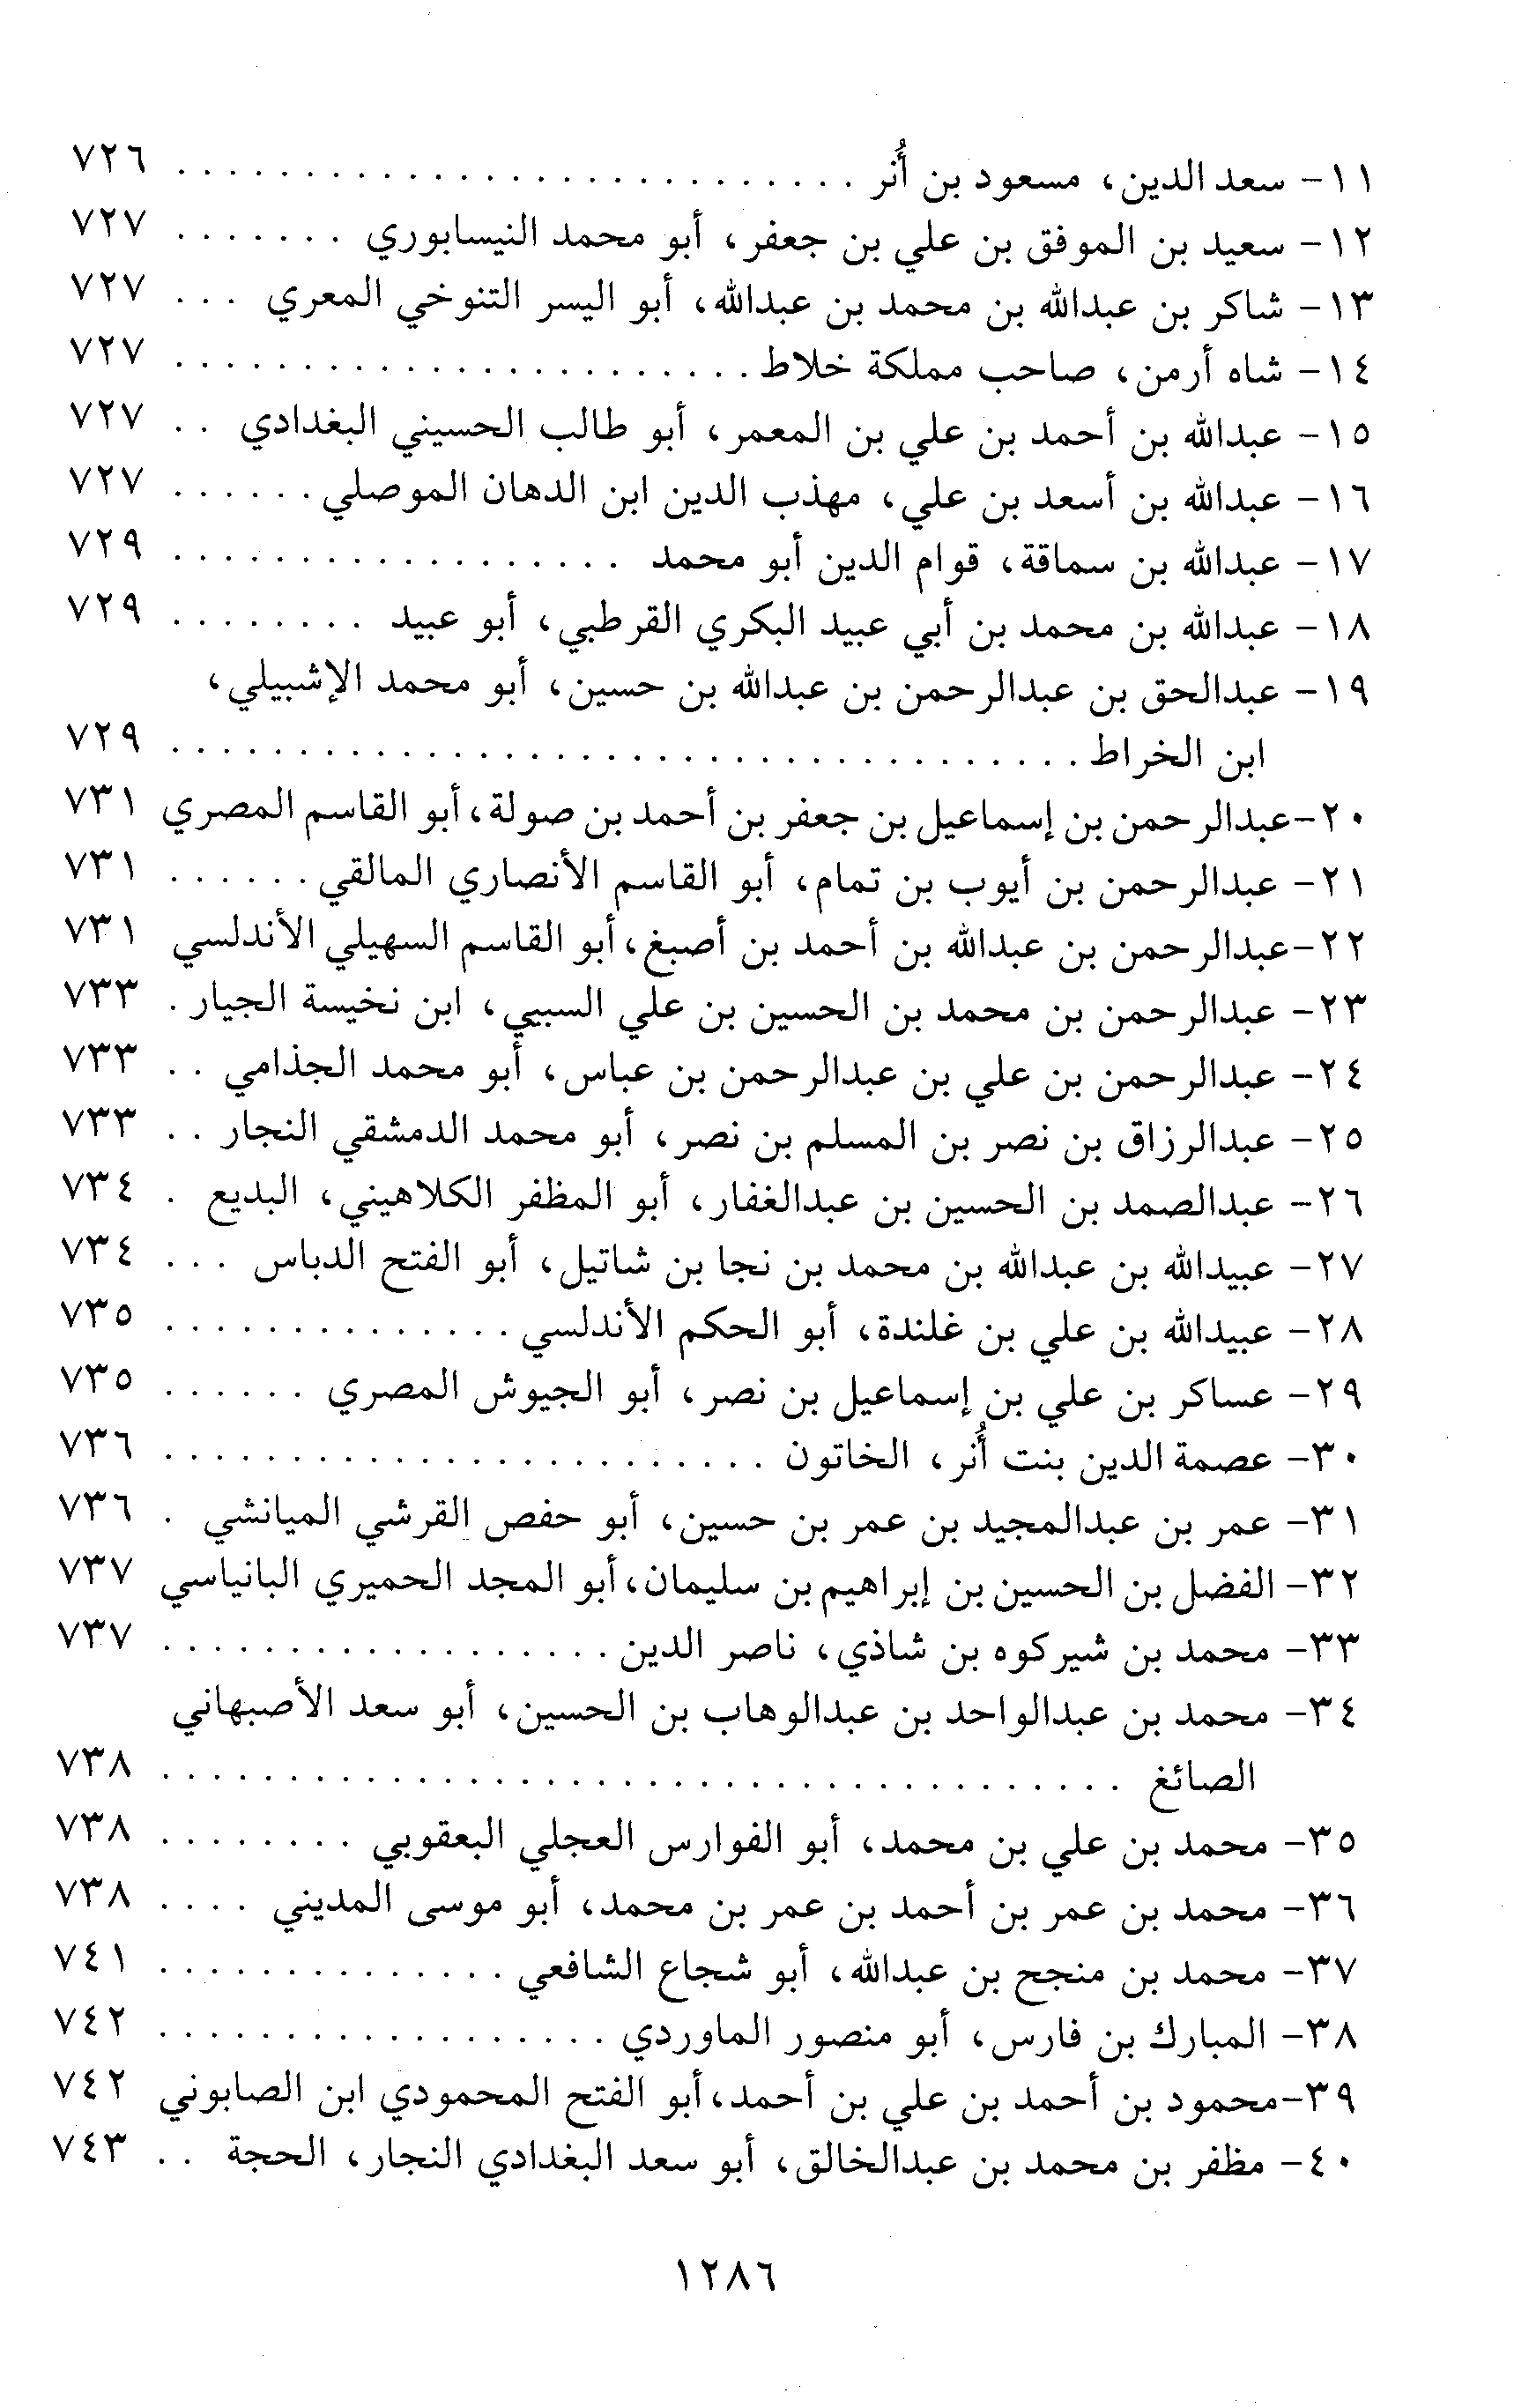 ١١- سعد الدين، مسعود بن أُنر . . . . . . . . . . . . . . . . . . . . . . . . . . . ٧٢٦
١٢- سعيد بن الموفق بن علي بن جعفر، أبو محمد النيسابوري . . . . . . . ٧٢٧
١٣- شاكر بن عبدالله بن محمد بن عبدالله، أبو اليسر التنوخي المعري . . . ٧٢٧
١٤- شاه أرمن، صاحب مملكة خلاط . . . . . . . . . . . . . . . . . . . . . . . ٧٢٧
١٥- عبدالله بن أحمد بن علي بن المعمر، أبو طالب الحسيني البغدادي . . ٧٢٧
١٦- عبدالله بن أسعد بن علي، مهذب الدين ابن الدهان الموصلي . . . . . . ٧٢٧
١٧- عبدالله بن سماقة، قوام الدين أبو محمد . . . . . . . . . . . . . . . . . . ٧٢٩
١٨- عبدالله بن محمد بن أبي عبيد البكري القرطبي، أبو عبيد . . . . . . . . ٧٢٩
١٩- عبدالحق بن عبدالرحمن بن عبدالله بن حسين، أبو محمد الإشبيلي،
ابن الخراط . . . . . . . . . . . . . . . . . . . . . . . . . . . . . . . . . . . . ٧٢٩
٢٠-عبدالرحمن بن إسماعيل بن جعفر بن أحمد بن صولة، أبو القاسم المصري ٧٣١
٢١- عبدالرحمن بن أيوب بن تمام، أبو القاسم الأنصاري المالقي . . . . . . ٧٣١
٢٢-عبدالرحمن بن عبدالله بن أحمد بن أصبغ، أبو القاسم السهيلي الأندلسي ٧٣١
٢٣- عبدالرحمن بن محمد بن الحسين بن علي السبيي، ابن نخيسة الجيار . ٧٣٣
٢٤- عبدالرحمن بن علي بن عبدالرحمن بن عباس، أبو محمد الجذامي . . ٧٣٣
٢٥- عبدالرزاق بن نصر بن المسلم بن نصر، أبو محمد الدمشقي النجار . . ٧٣٣
٢٦- عبدالصمد بن الحسين بن عبدالغفار، أبو المظفر الكلاهيني، البديع . ٧٣٤
٢٧- عبيدالله بن عبدالله بن محمد بن نجا بن شاتيل، أبو الفتح الدباس . . . ٧٣٤
٢٨- عبيدالله بن علي بن غلندة، أبو الحكم الأندلسي . . . . . . . . . . . . . . ٧٣٥
٢٩- عساكر بن علي بن إسماعيل بن نصر، أبو الجيوش المصري . . . . . . ٧٣٥
٣٠- عصمة الدين بنت أُنر، الخاتون . . . . . . . . . . . . . . . . . . . . . . . . ٧٣٦
٣١- عمر بن عبدالمجيد بن عمر بن حسين، أبو حفص القرشي الميانشي . ٧٣٦
٣٢- الفضل بن الحسين بن إبراهيم بن سليمان، أبو المجد الحميري البانياسي ٧٣٧
٣٣- محمد بن شيركوه بن شاذي، ناصر الدين . . . . . . . . . . . . . . . . . . ٧٣٧
٣٤- محمد بن عبدالواحد بن عبدالوهاب بن الحسين، أبو سعد الأصبهاني
الصائغ . . . . . . . . . . . . . . . . . . . . . . . . . . . . . . . . . . . . . . ٧٣٨
٣٥- محمد بن علي بن محمد، أبو الفوارس العجلي البعقوبي . . . . . . . . ٧٣٨
٣٦- محمد بن عمر بن أحمد بن عمر بن محمد، أبو موسى المديني . . . . ٧٣٨
٣٧- محمد بن منجح بن عبدالله، أبو شجاع الشافعي . . . . . . . . . . . . . . ٧٤١
٣٨- المبارك بن فارس، أبو منصور الماوردي . . . . . . . . . . . . . . . . . . ٧٤٢
٣٩-محمود بن أحمد بن علي بن أحمد، أبو الفتح المحمودي ابن الصابوني ٧٤٢
٤٠- مظفر بن محمد بن عبدالخالق، أبو سعد البغدادي النجار، الحجة . . ٧٤٣
١٢٨٦